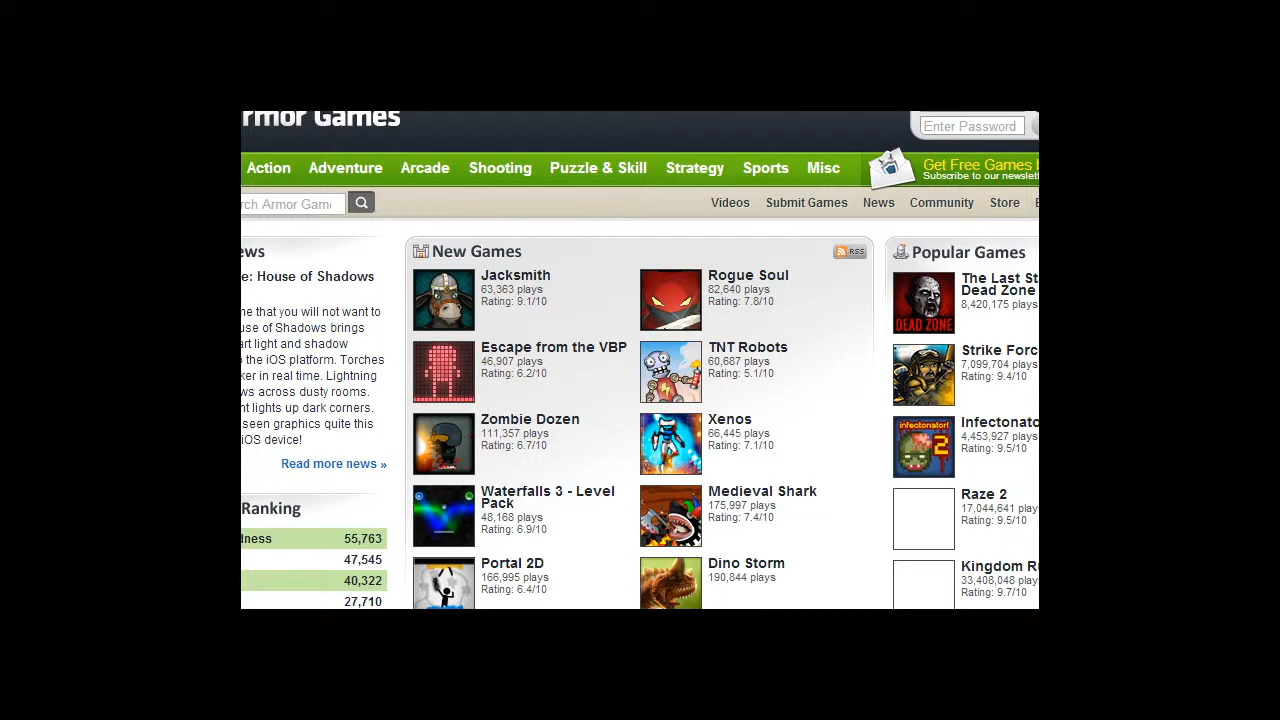 rmor Games
Enter Password
Action Adventure Arcade Shooting Puzzle & Skill Strategy Sports Misc
Get Free Games
Subscribe to our newslett
rch Armor Game
Videos Submit Games News Community Store
ews
e: House of Shadows
me that you will not want to
use of Shadows brings
art light and shadow
o the iOS platform. Torches
ker in real time. Lightning
ws across dusty rooms.
nt lights up dark corners.
seen graphics quite this
iOS device!
Read more news »
Ranking
dness 55,763
47,545
40,322
27,710
New Games
RSS
Jacksmith
63,363 plays
Rating: 9.1/10
Rogue Soul
82,640 plays
Rating: 7.8/10
Escape from the VBP
46,907 plays
Rating: 6.2/10
TNT Robots
60,687 plays
Rating: 5.1/10
Zombie Dozen
111,357 plays
Rating: 6.7/10
Xenos
66,445 plays
Rating: 7.1/10
Waterfalls 3 - Level
Pack
48,168 plays
Rating: 6.9/10
Medieval Shark
175,997 plays
Rating: 7.4/10
Portal 2D
166,995 plays
Rating: 6.4/10
Dino Storm
190,844 plays
Popular Games
DEAD ZONE
The Last St
Dead Zone
8,420,175 plays
Strike Forc
7,099,704 plays
Rating: 9.4/10
infectonator!
2
Infectonato
4,453,927 plays
Rating: 9.5/10
Raze 2
17,044,641 play
Rating: 9.5/10
Kingdom R
33,408,048 play
Rating: 9.7/10